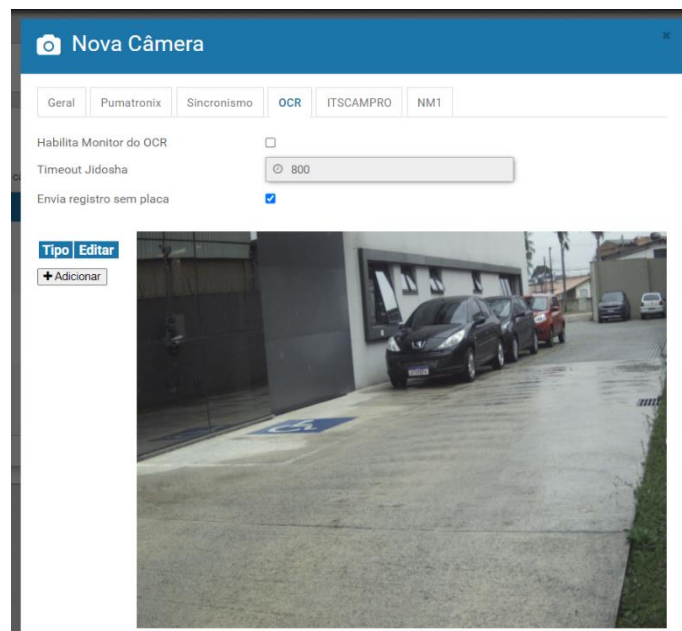 Nova Câmera
×
Geral Pumatronix Sincronismo OCR ITSCAMPRO NM1
Habilita Monitor do OCR
Timeout Jidosha 800
Envia registro sem placa
Tipo Editar
+ Adicionar